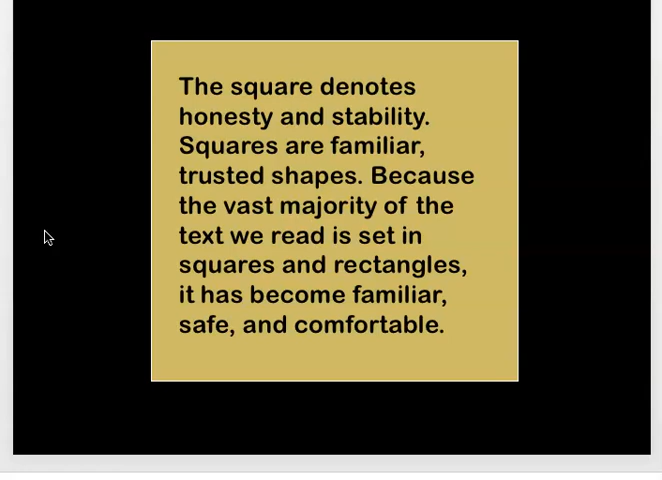 The square denotes
honesty and stability.
Squares are familiar,
trusted shapes. Because
the vast majority of the
text we read is set in
squares and rectangles,
it has become familiar,
safe, and comfortable.